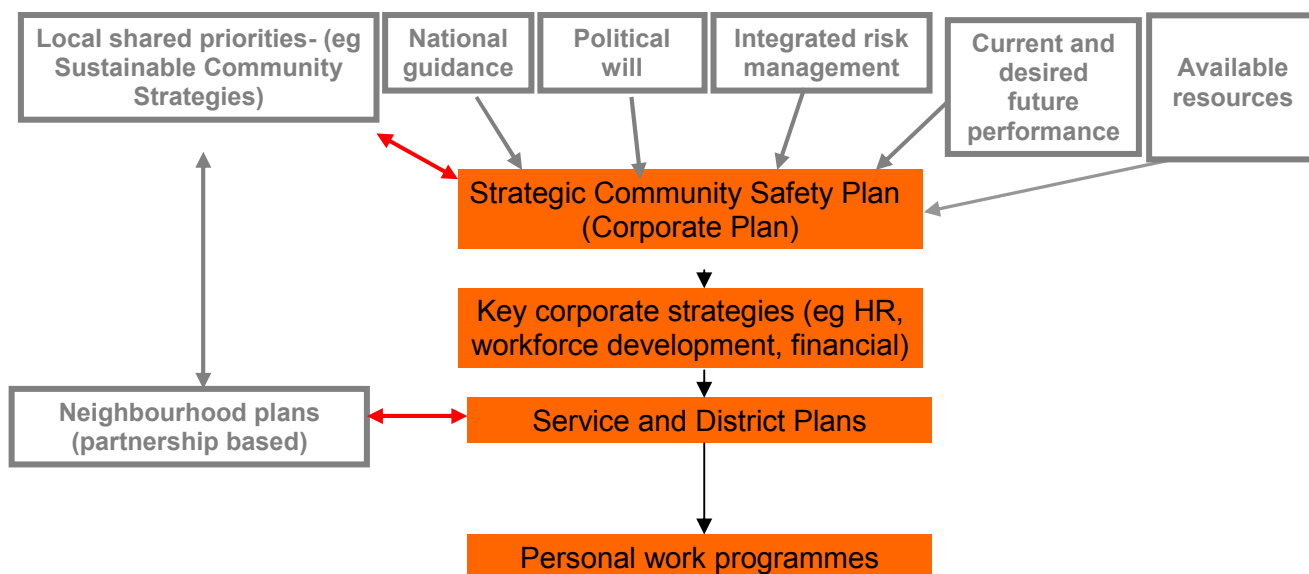 Local shared priorities- (eg
Sustainable Community
Strategies)
National
guidance
Political
will
Integrated risk
management
Current and
desired
future
performance
Available
resources
Strategic Community Safety Plan
(Corporate Plan)
Key corporate strategies (eg HR,
workforce development, financial)
Neighbourhood plans
(partnership based)
Service and District Plans
Personal work programmes